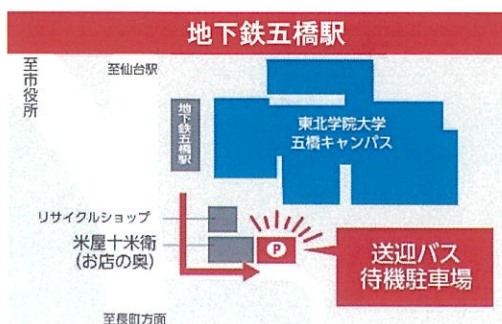 地下鉄五橋駅
至市役所
至仙台駅
地下鉄五橋駅
東北学院大学
五橋キャンパス
リサイクルショップ
米屋十米衛
(お店の奥)
P
送迎バス
待機駐車場
至長町方面